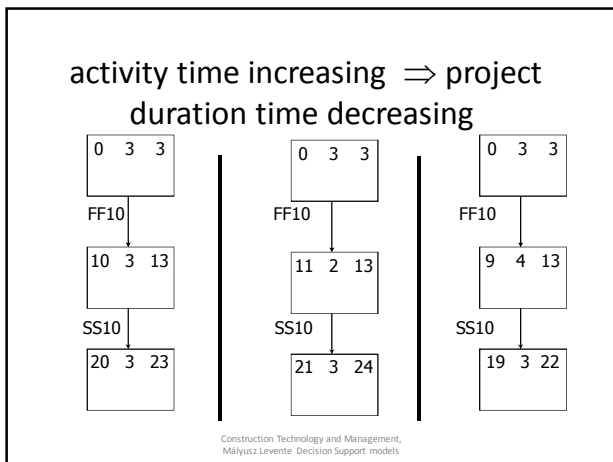 activity time increasing ⇒ project
duration time decreasing
0 3 3
FF10
10 3 13
SS10
20 3 23
0 3 3
FF10
11 2 13
SS10
21 3 24
0 3 3
FF10
9 4 13
SS10
19 3 22
Construction Technology and Management,
Mályusz Levente Decision Support models